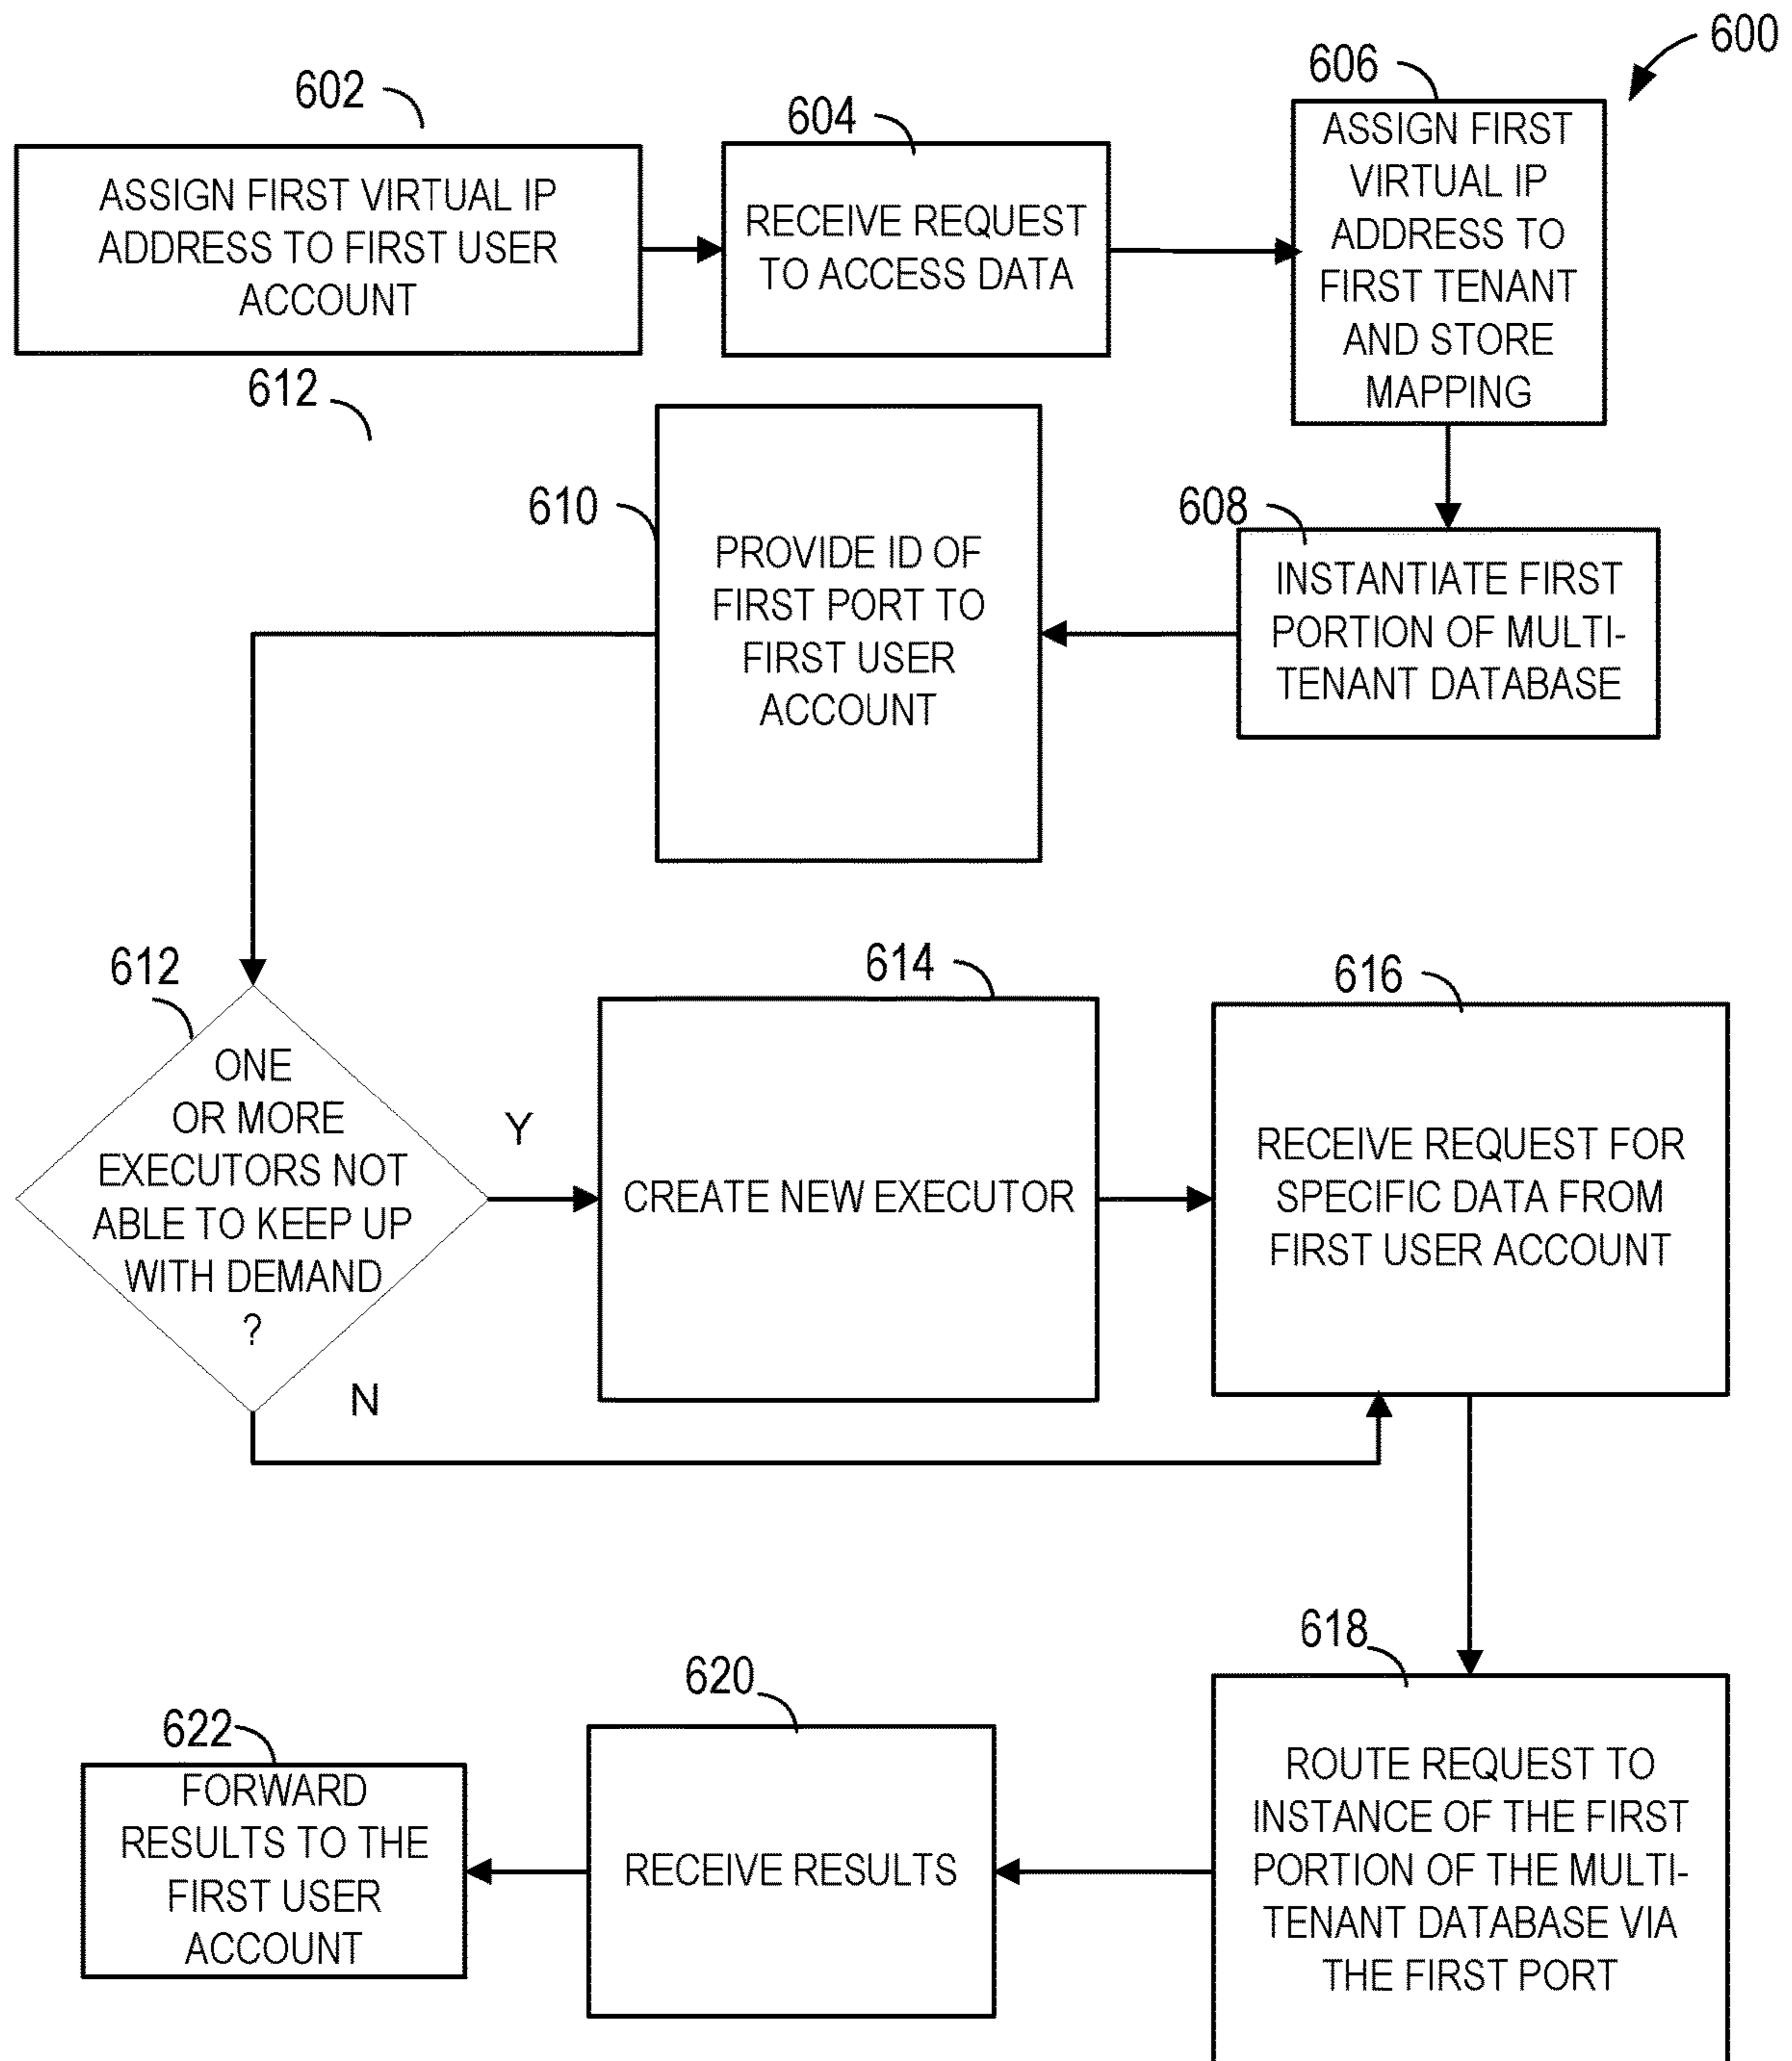 600
602
ASSIGN FIRST VIRTUAL IP
ADDRESS TO FIRST USER
ACCOUNT
604
RECEIVE REQUEST
TO ACCESS DATA
606
ASSIGN FIRST
VIRTUAL IP
ADDRESS TO
FIRST TENANT
AND STORE
MAPPING
612
608
INSTANTIATE FIRST
PORTION OF MULTI-
TENANT DATABASE
610
PROVIDE ID OF
FIRST PORT TO
FIRST USER
ACCOUNT
612
ONE
OR MORE
EXECUTORS NOT
ABLE TO KEEP UP
WITH DEMAND
?
Y
N
614
CREATE NEW EXECUTOR
616
RECEIVE REQUEST FOR
SPECIFIC DATA FROM
FIRST USER ACCOUNT
618
ROUTE REQUEST TO
INSTANCE OF THE FIRST
PORTION OF THE MULTI-
TENANT DATABASE VIA
THE FIRST PORT
620
RECEIVE RESULTS
622
FORWARD
RESULTS TO THE
FIRST USER
ACCOUNT